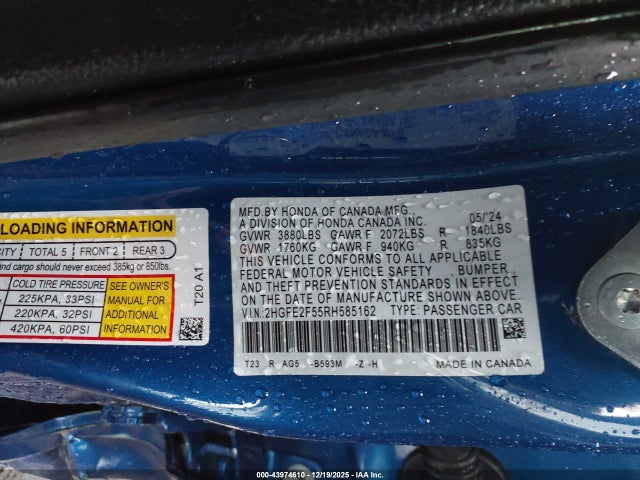 LOADING INFORMATION
CITY TOTAL 5 FRONT 2 REAR 3
and cargo should never exceed 385kg or 850lbs.
COLD TIRE PRESSURE
225KPA, 33PSI
220KPA, 32PSI
420KPA, 60PSI
SEE OWNER'S
MANUAL FOR
ADDITIONAL
INFORMATION
T20 A1
MFD.BY HONDA OF CANADA MFG.,
A DIVISION OF HONDA CANADA INC. 05/'24
GVWR 3880LBS GAWR F 2072LBS R 1840LBS
GVWR 1760KG GAWR F 940KG R 835KG
THIS VEHICLE CONFORMS TO ALL APPLICABLE
FEDERAL MOTOR VEHICLE SAFETY , BUMPER,
AND THEFT PREVENTION STANDARDS IN EFFECT
ON THE DATE OF MANUFACTURE SHOWN ABOVE.
VIN:2HGFE2F55RH585162 TYPE: PASSENGER CAR
T23 R AG5 -B593M -Z -H MADE IN CANADA
000-43974610 - 12/19/2025 - IAA Inc.